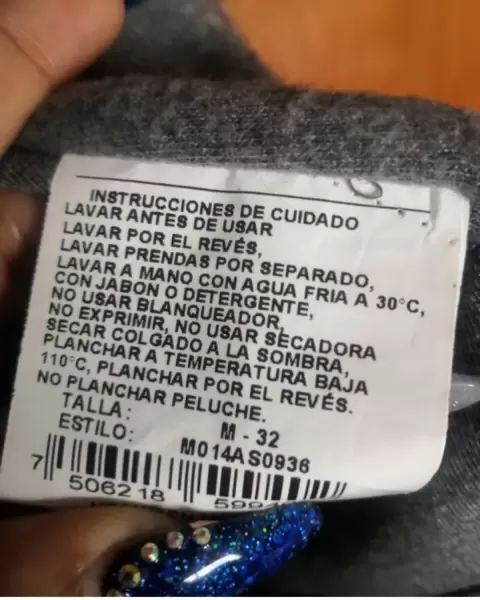 INSTRUCCIONES DE CUIDADO
LAVAR ANTES DE USAR
LAVAR POR EL REVÉS,
LAVAR PRENDAS POR SEPARADO,
LAVAR A MANO CON AGUA FRIA A 30°C,
CON JABON O DETERGENTE,
NO USAR BLANQUEADOR,
NO EXPRIMIR, NO USAR SECADORA
SECAR COLGADO A LA SOMBRA,
PLANCHAR A TEMPERATURA BAJA
110°C, PLANCHAR POR EL REVÉS.
NO PLANCHAR PELUCHE.
TALLA: M - 32
ESTILO: M014AS0936
7 506218 599